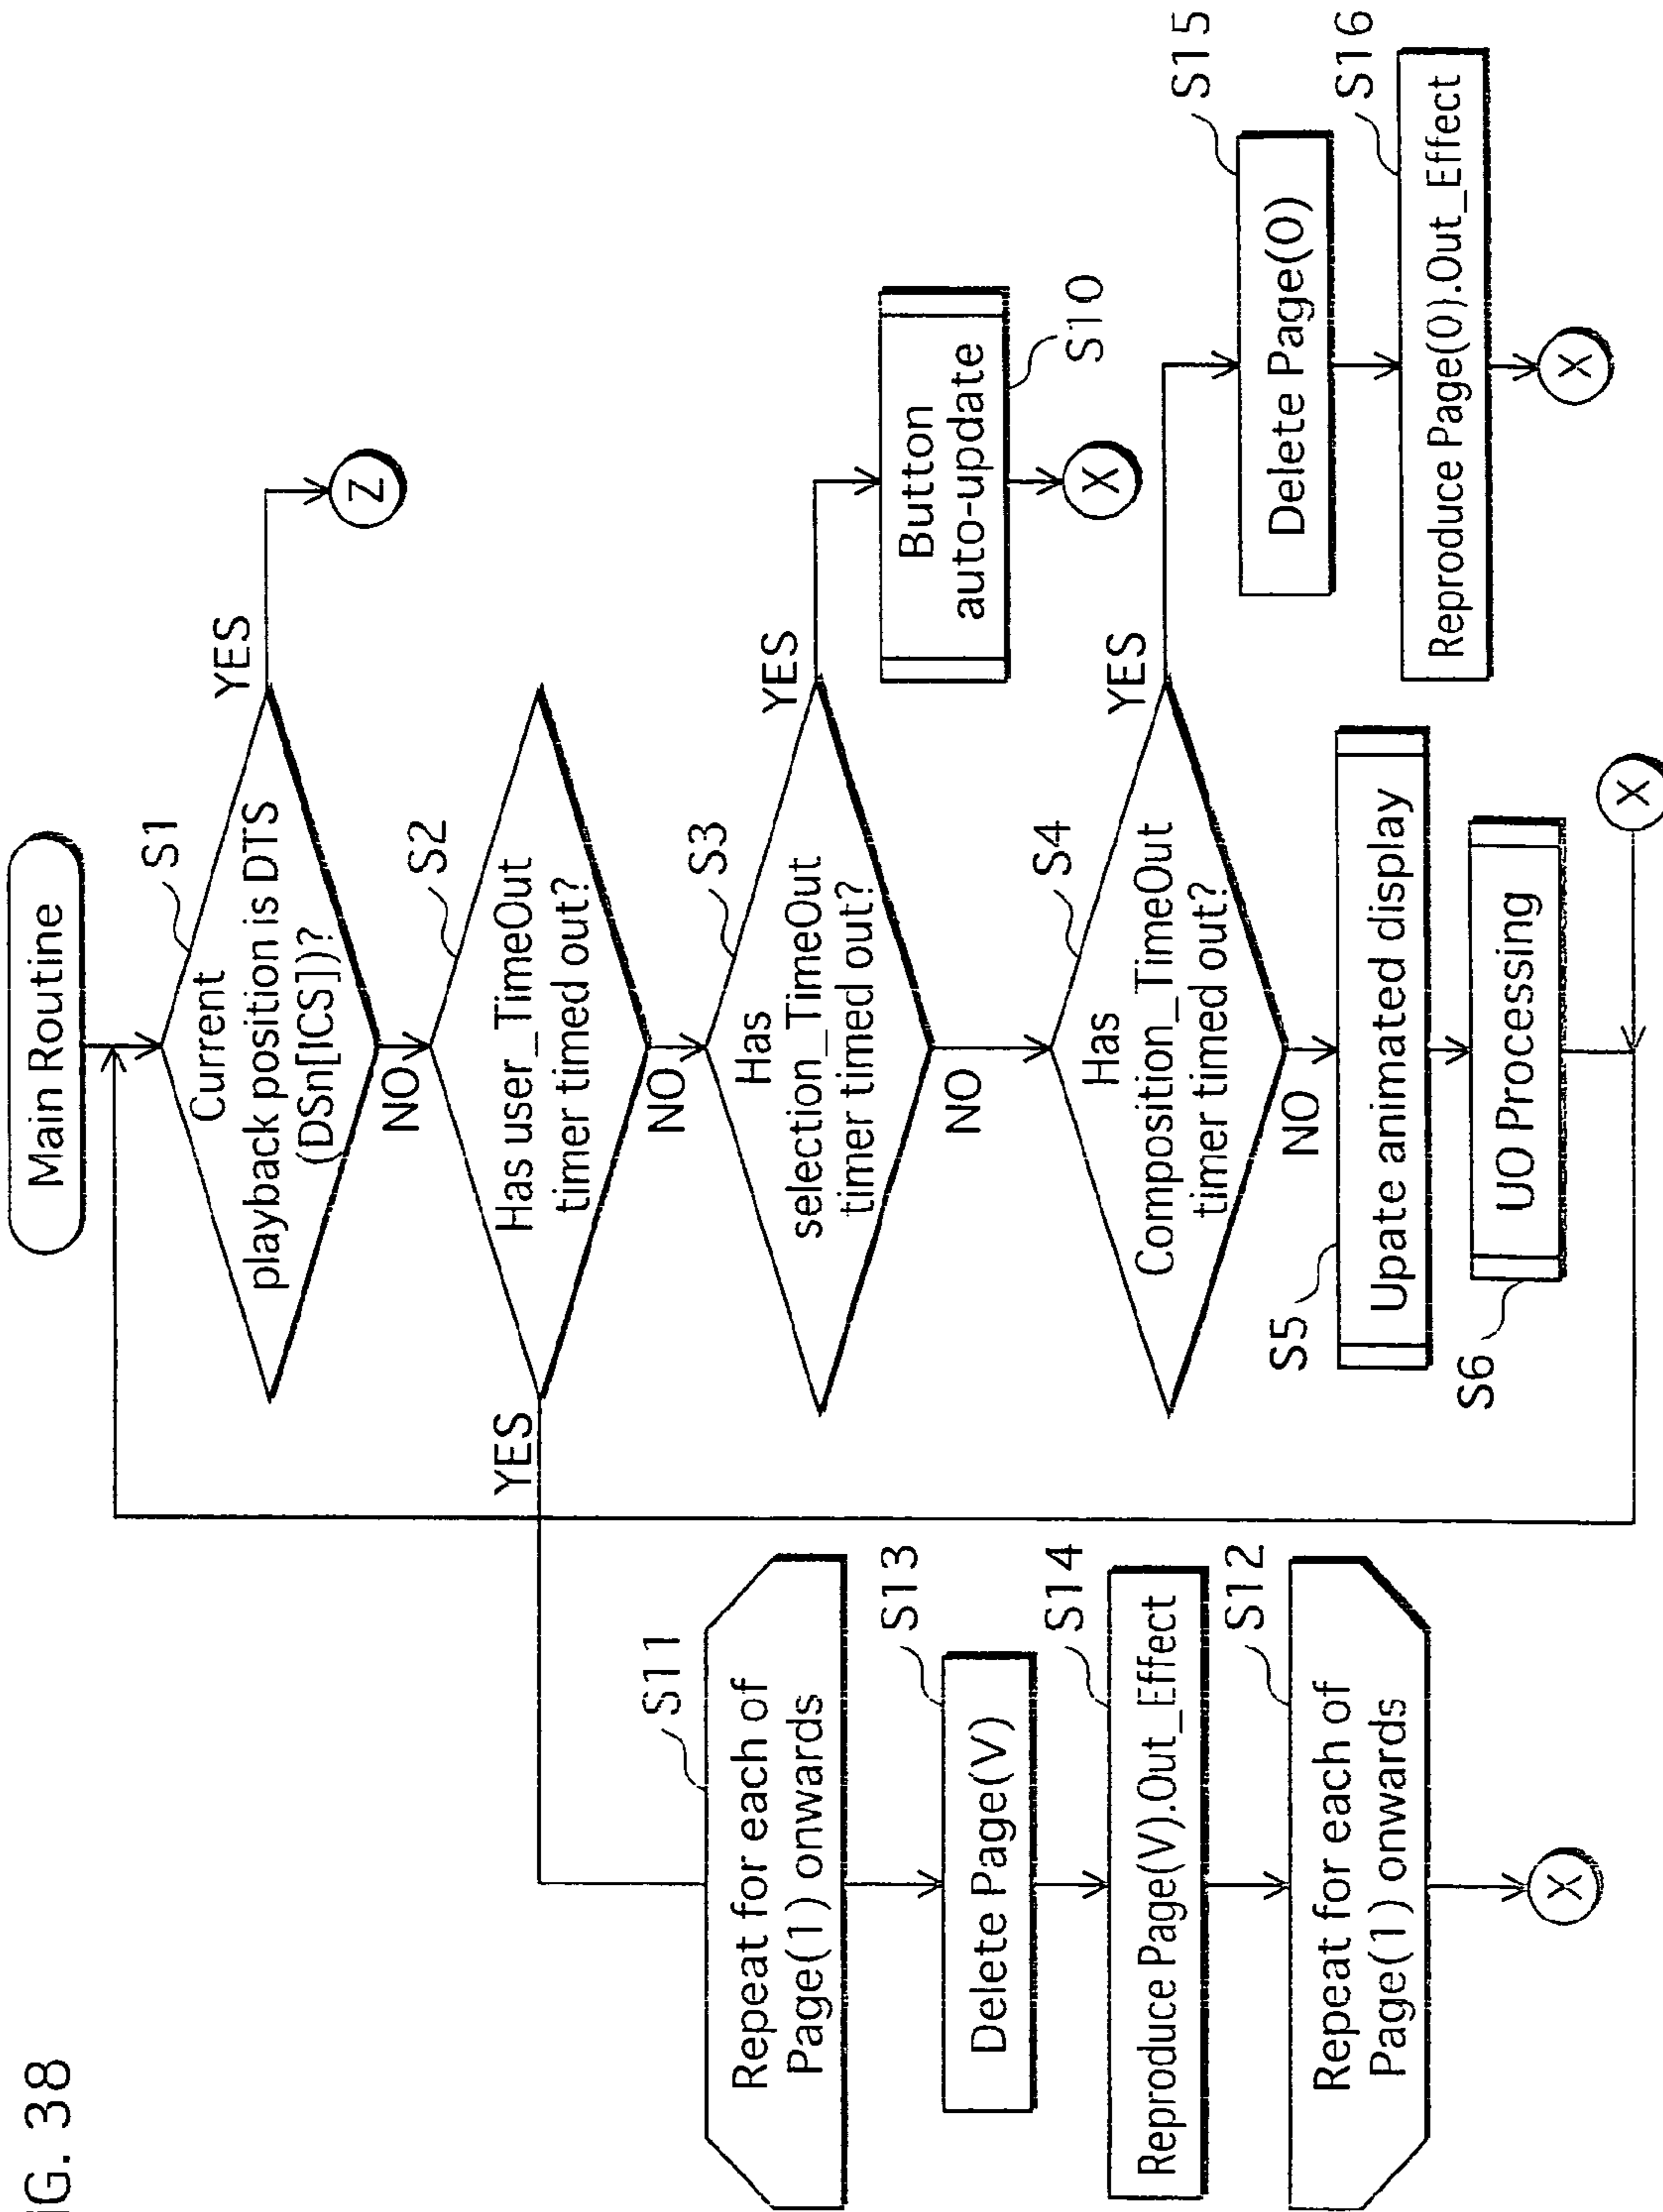 IG. 38
Main Routine
S1
Current
playback position is DTS
(DSn[ICS])?
YES
Z
NO
S2
Has user_TimeOut
timer timed out?
YES
NO
S3
Has
selection_TimeOut
timer timed out?
YES
Button
auto-update
S10
X
NO
S4
Has
Composition_TimeOut
timer timed out?
YES
S15
Delete Page(0)
S16
Reproduce Page(0).Out_Effect
X
NO
S5
Upate animated display
S6
UO Processing
X
S11
Repeat for each of
Page(1) onwards
S13
Delete Page(V)
S14
Reproduce Page(V).Out_Effect
S12
Repeat for each of
Page(1) onwards
X